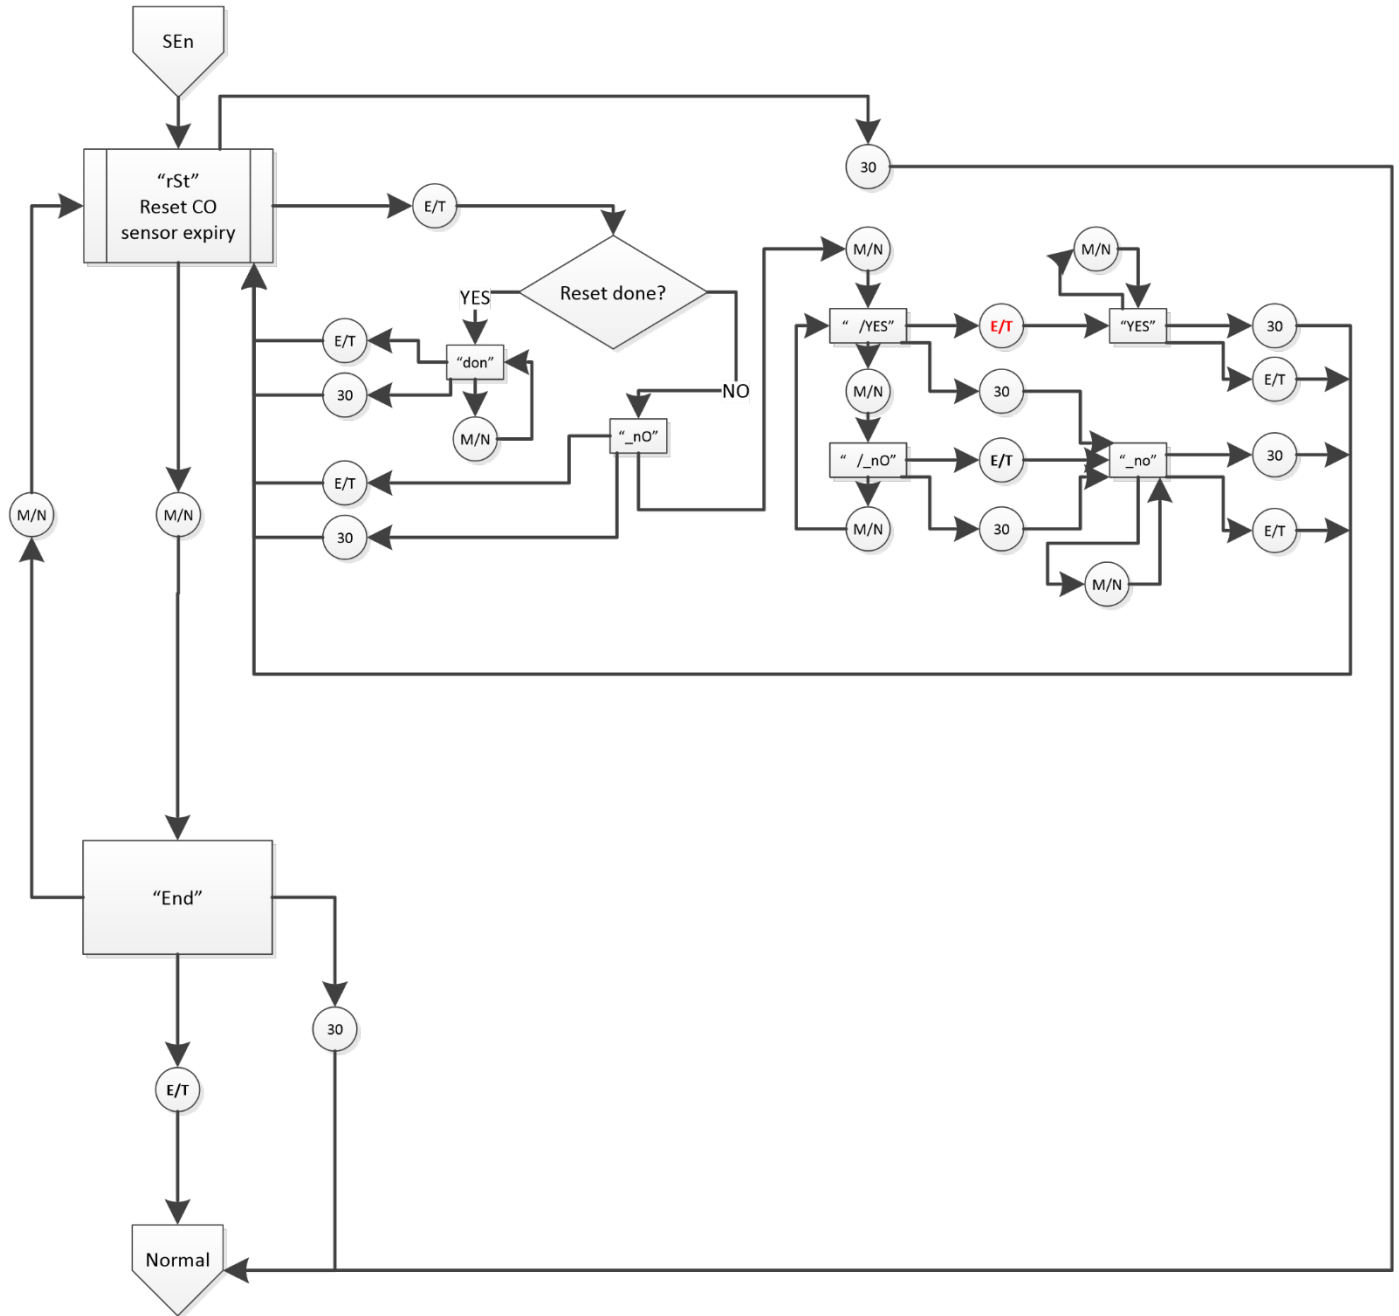 SEn
30
“rSt”
Reset CO
sensor expiry
E/T
M/N
M/N
Reset done?
YES
“ /YES”
E/T
“YES”
30
E/T
“don”
E/T
30
M/N
30
NO
M/N
“_nO”
“ /_nO”
E/T
“_no”
30
E/T
M/N
M/N
M/N
30
E/T
30
M/N
30
E/T
M/N
“End”
30
E/T
Normal